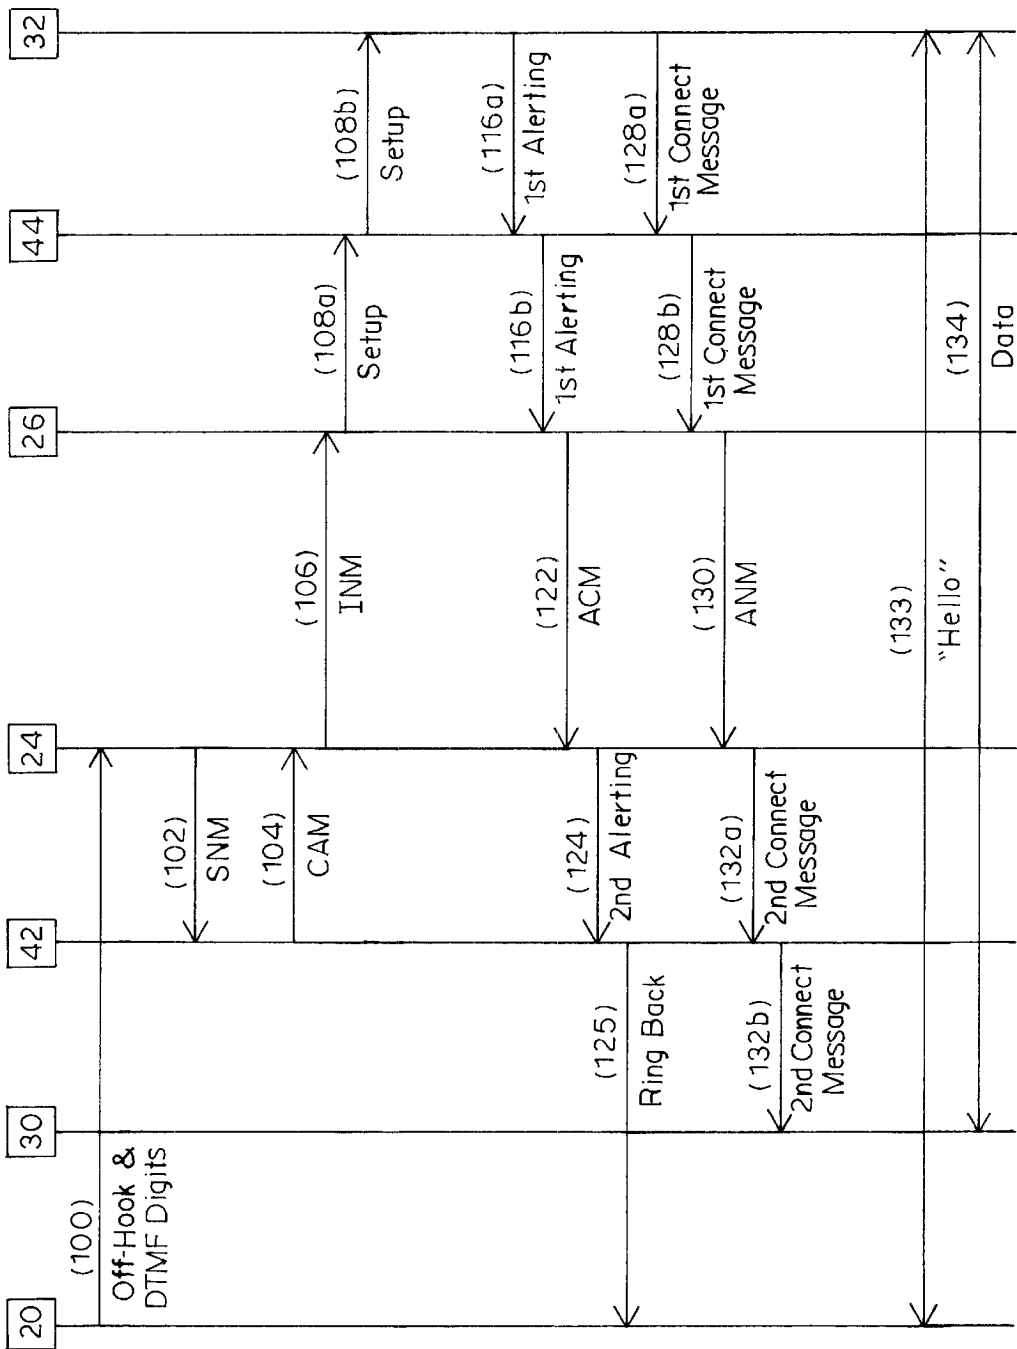 20
30
42
24
26
44
32
(100)
Off-Hook &
DTMF Digits
(102)
SNM
(104)
CAM
(106)
INM
(108a)
Setup
(108b)
Setup
(116a)
1st Alerting
(116b)
1st Alerting
(122)
ACM
(124)
2nd Alerting
(125)
Ring Back
(128a)
1st Connect
Message
(128b)
1st Connect
Message
(130)
ANM
(132a)
2nd Connect
Message
(132b)
2nd Connect
Message
(133)
"Hello"
(134)
Data